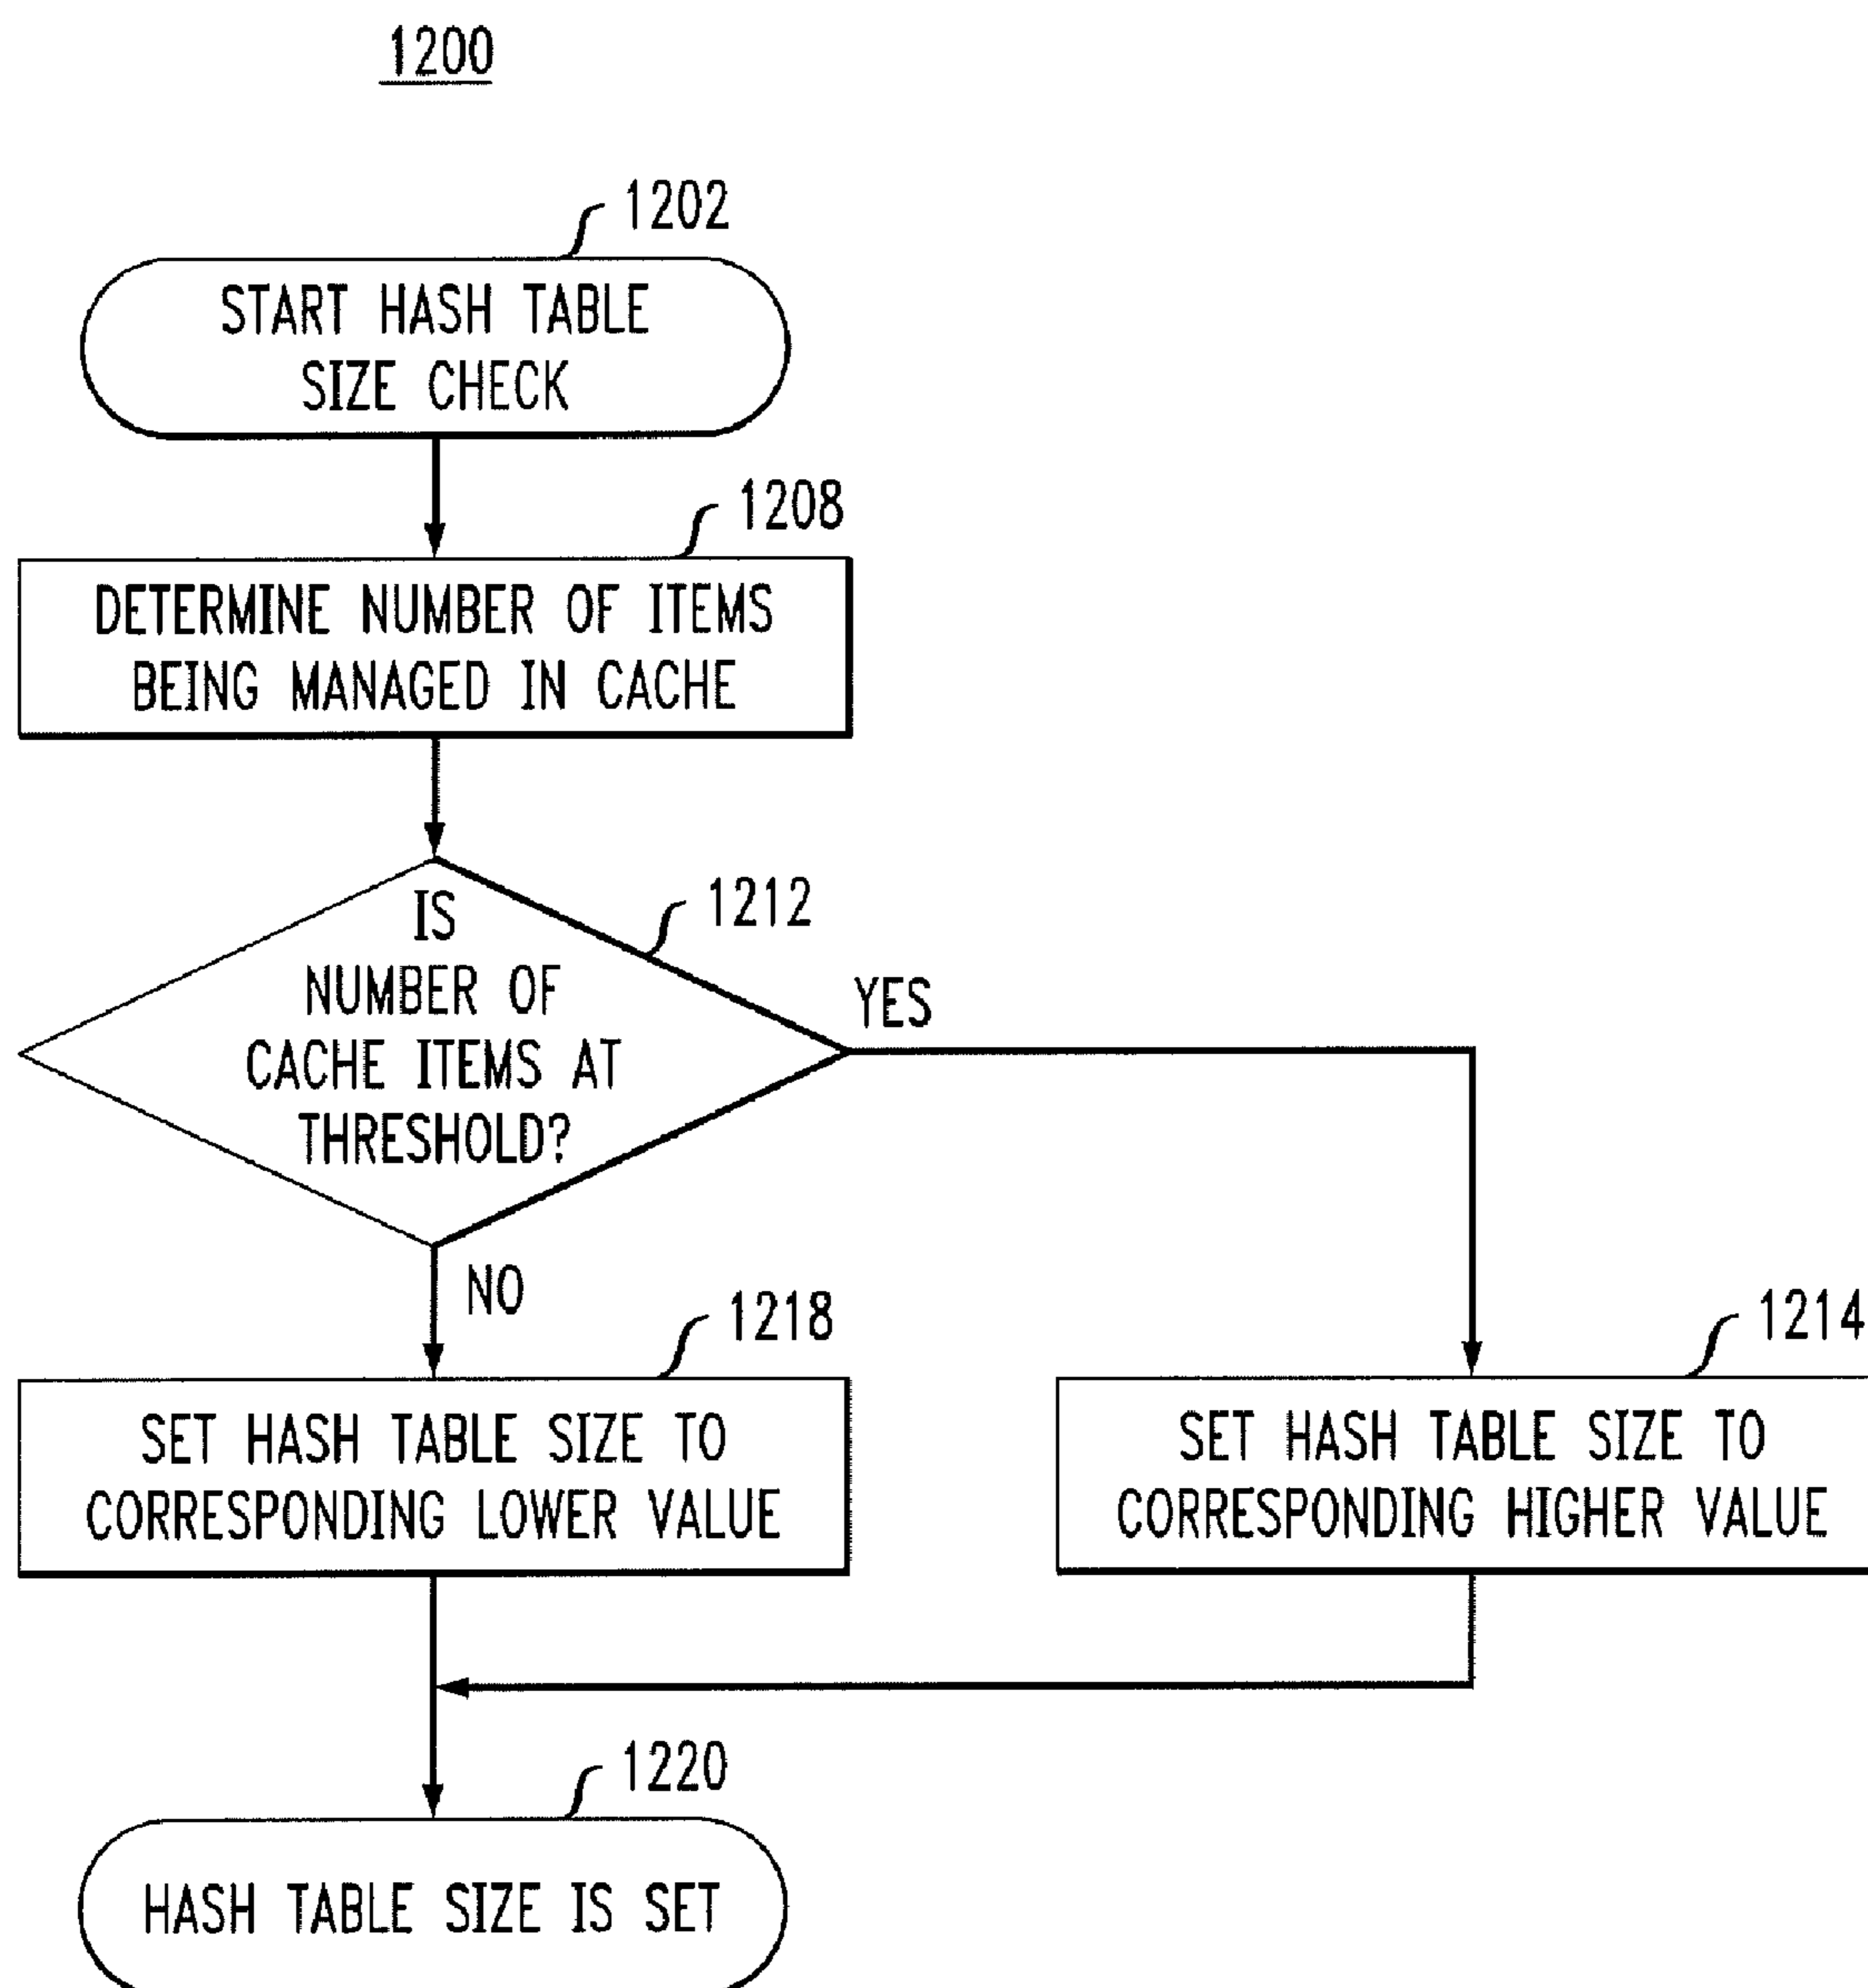 1200
1202
START HASH TABLE
SIZE CHECK
1208
DETERMINE NUMBER OF ITEMS
BEING MANAGED IN CACHE
1212
IS
NUMBER OF
CACHE ITEMS AT
THRESHOLD?
YES
NO
1218
SET HASH TABLE SIZE TO
CORRESPONDING LOWER VALUE
1214
SET HASH TABLE SIZE TO
CORRESPONDING HIGHER VALUE
1220
HASH TABLE SIZE IS SET